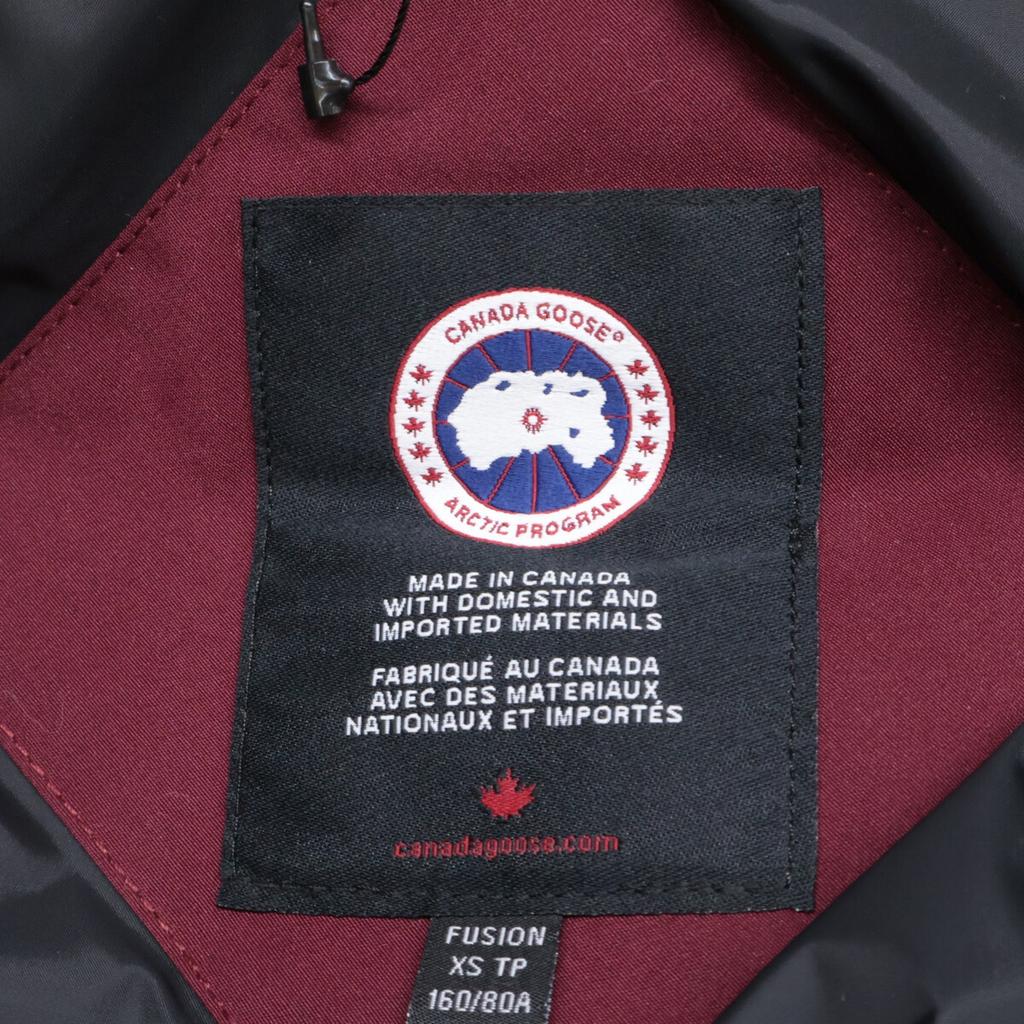 CANADA GOOSE®
ARCTIC PROGRAM
MADE IN CANADA
WITH DOMESTIC AND
IMPORTED MATERIALS
FABRIQUÉ AU CANADA
AVEC DES MATERIAUX
NATIONAUX ET IMPORTÉS
canadagoose.com
FUSION
XS TP
160/80A